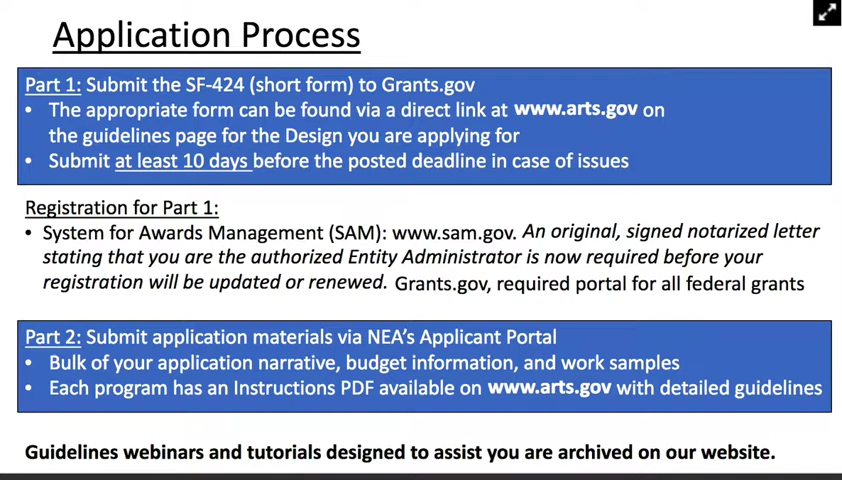 Application Process
Part 1: Submit the SF-424 (short form) to Grants.gov
• The appropriate form can be found via a direct link at www.arts.gov on
the guidelines page for the Design you are applying for
• Submit at least 10 days before the posted deadline in case of issues
Registration for Part 1:
• System for Awards Management (SAM): www.sam.gov. An original, signed notarized letter
stating that you are the authorized Entity Administrator is now required before your
registration will be updated or renewed. Grants.gov, required portal for all federal grants
Part 2: Submit application materials via NEA's Applicant Portal
• Bulk of your application narrative, budget information, and work samples
• Each program has an Instructions PDF available on www.arts.gov with detailed guidelines
Guidelines webinars and tutorials designed to assist you are archived on our website.